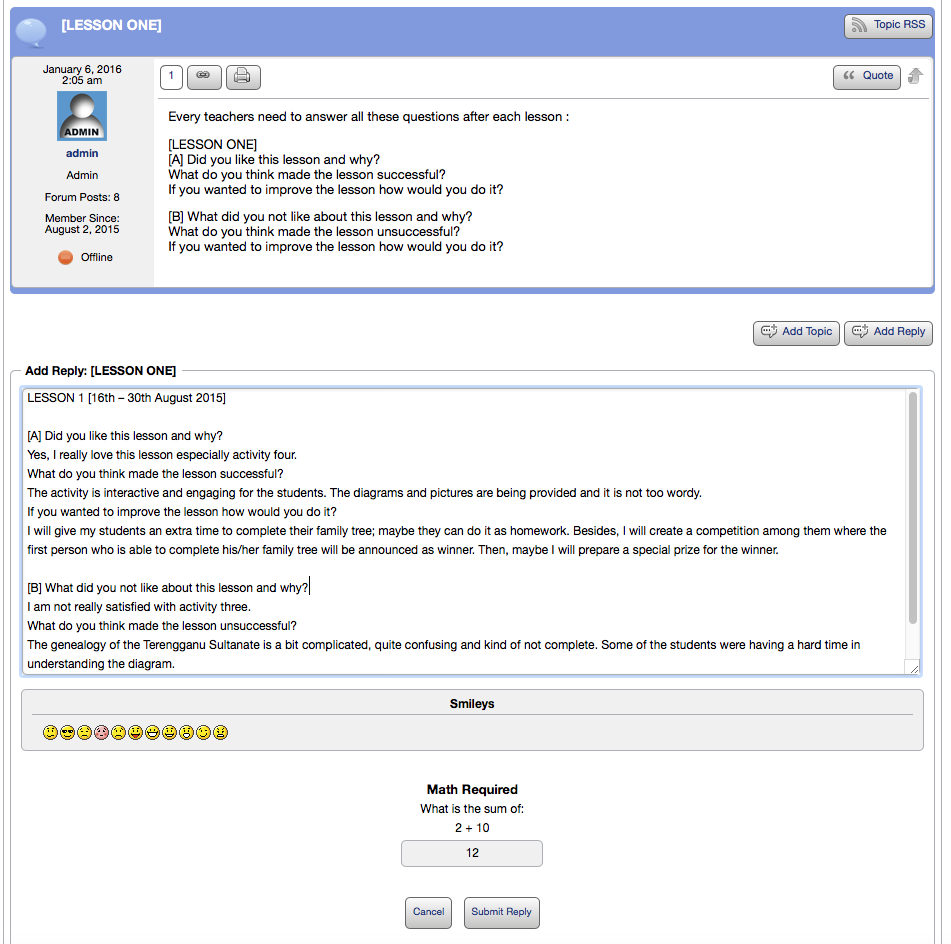 [LESSON ONE]
Topic RSS
January 6, 2016
2:05 am
ADMIN
admin
Admin
Forum Posts: 8
Member Since:
August 2, 2015
Offline
1
Quote
Every teachers need to answer all these questions after each lesson :
[LESSON ONE]
[A] Did you like this lesson and why?
What do you think made the lesson successful?
If you wanted to improve the lesson how would you do it?
[B] What did you not like about this lesson and why?
What do you think made the lesson unsuccessful?
If you wanted to improve the lesson how would you do it?
Add Topic
Add Reply
Add Reply: [LESSON ONE]
LESSON 1 [16th – 30th August 2015]
[A] Did you like this lesson and why?
Yes, I really love this lesson especially activity four.
What do you think made the lesson successful?
The activity is interactive and engaging for the students. The diagrams and pictures are being provided and it is not too wordy.
If you wanted to improve the lesson how would you do it?
I will give my students an extra time to complete their family tree; maybe they can do it as homework. Besides, I will create a competition among them where the
first person who is able to complete his/her family tree will be announced as winner. Then, maybe I will prepare a special prize for the winner.
[B] What did you not like about this lesson and why?
I am not really satisfied with activity three.
What do you think made the lesson unsuccessful?
The genealogy of the Terengganu Sultanate is a bit complicated, quite confusing and kind of not complete. Some of the students were having a hard time in
understanding the diagram.
Smileys
Math Required
What is the sum of:
2 + 10
12
Cancel
Submit Reply